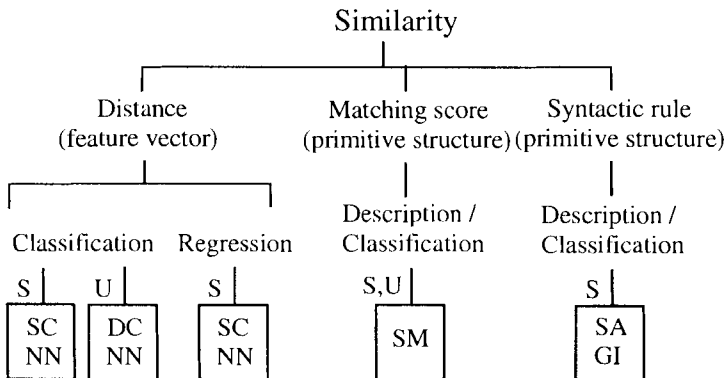 Similarity
Distance Matching score Syntactic rule
(feature vector) (primitive structure) (primitive structure)
Description / Description /
Classification Regression Classification Classification
S U S S,U S
SC DC SC SM SA
NN NN NN GI